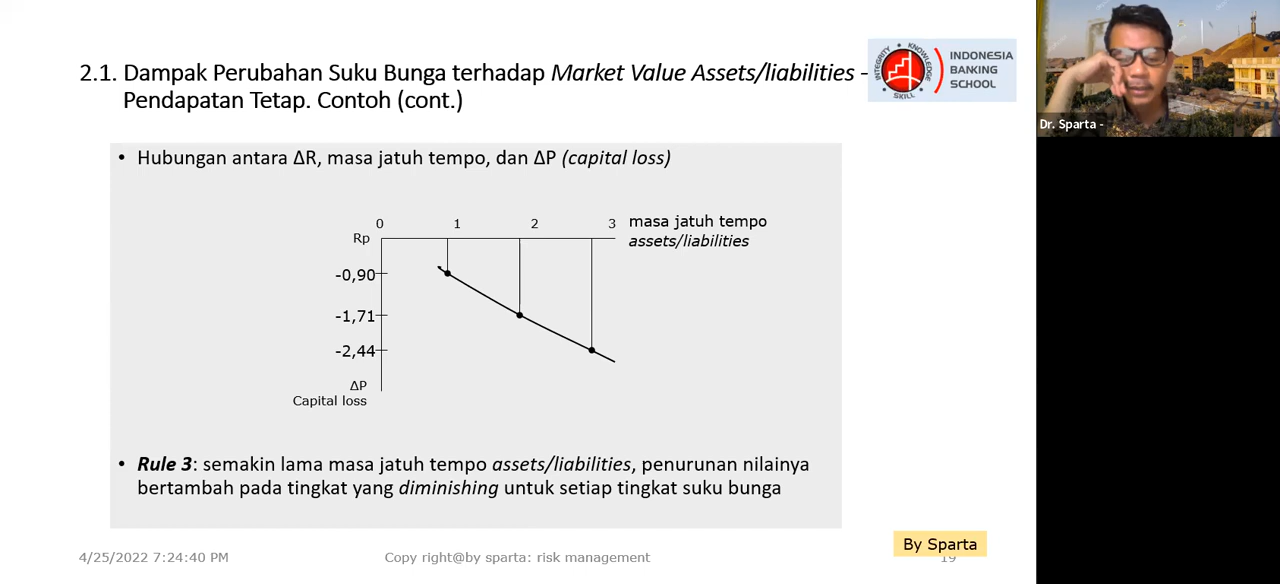 2.1. Dampak Perubahan Suku Bunga terhadap Market Value Assets/liabilities –
Pendapatan Tetap. Contoh (cont.)
INTEGRITY • KNOWLEDGE • SKILL
INDONESIA
BANKING
SCHOOL
Dr. Sparta -
• Hubungan antara ΔR, masa jatuh tempo, dan ΔP (capital loss)
0 1 2 3 masa jatuh tempo
assets/liabilities
Rp
-0,90
-1,71
-2,44
ΔP
Capital loss
• Rule 3: semakin lama masa jatuh tempo assets/liabilities, penurunan nilainya
bertambah pada tingkat yang diminishing untuk setiap tingkat suku bunga
By Sparta
4/25/2022 7:24:40 PM Copy right@by sparta: risk management 19